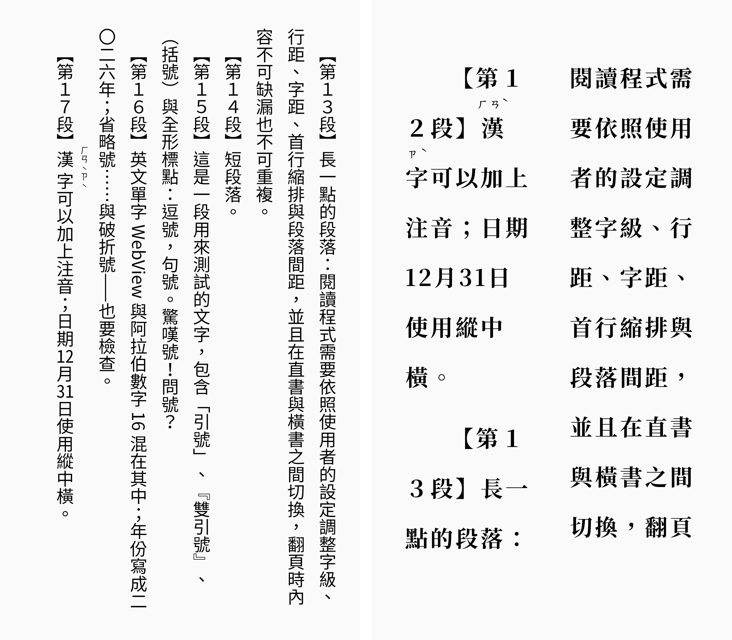 【第１３段】長一點的段落：閱讀程式需要依照使用者的設定調整字級、
行距、字距、首行縮排與段落間距，並且在直書與橫書之間切換，翻頁時內
容不可缺漏也不可重複。
【第１４段】短段落。
【第１５段】這是一段用來測試的文字，包含「引號」、『雙引號』、
（括號）與全形標點：逗號，句號。驚嘆號！問號？
【第１６段】英文單字 WebView 與阿拉伯數字 16 混在其中；年份寫成二
〇二六年；省略號……與破折號——也要檢查。
ㄏㄢˋㄗˋ
【第１７段】漢字可以加上注音；日期12月31日使用縱中橫。
【第１
ㄏㄢˋ
２段】漢
ㄗˋ
字可以加上
注音；日期
12月31日
使用縱中
橫。
【第１
３段】長一
點的段落：
閱讀程式需
要依照使用
者的設定調
整字級、行
距、字距、
首行縮排與
段落間距，
並且在直書
與橫書之間
切換，翻頁